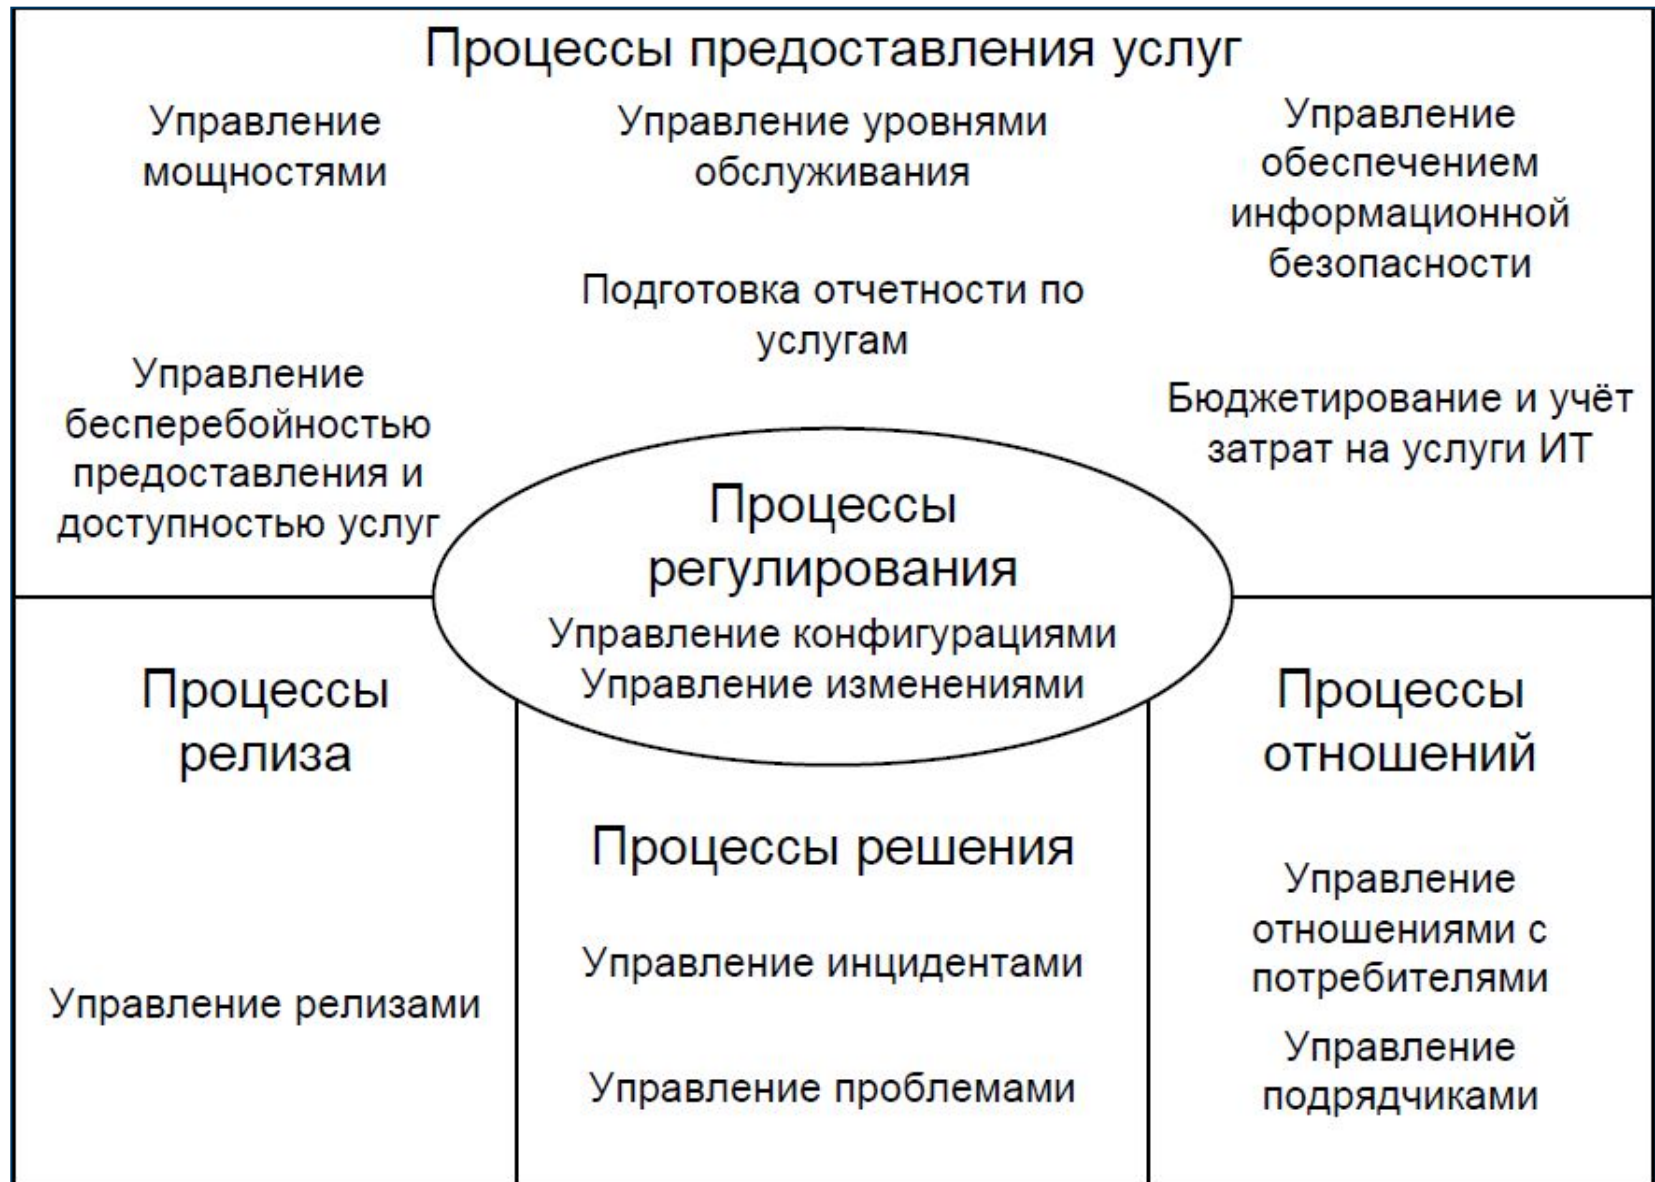 Процессы предоставления услуг
Управление
мощностями
Управление уровнями
обслуживания
Управление
обеспечением
информационной
безопасности
Подготовка отчетности по
услугам
Управление
бесперебойностью
предоставления и
доступностью услуг
Бюджетирование и учёт
затрат на услуги ИТ
Процессы
регулирования
Управление конфигурациями
Управление изменениями
Процессы
релиза
Управление релизами
Процессы решения
Управление инцидентами
Управление проблемами
Процессы
отношений
Управление
отношениями с
потребителями
Управление
подрядчиками